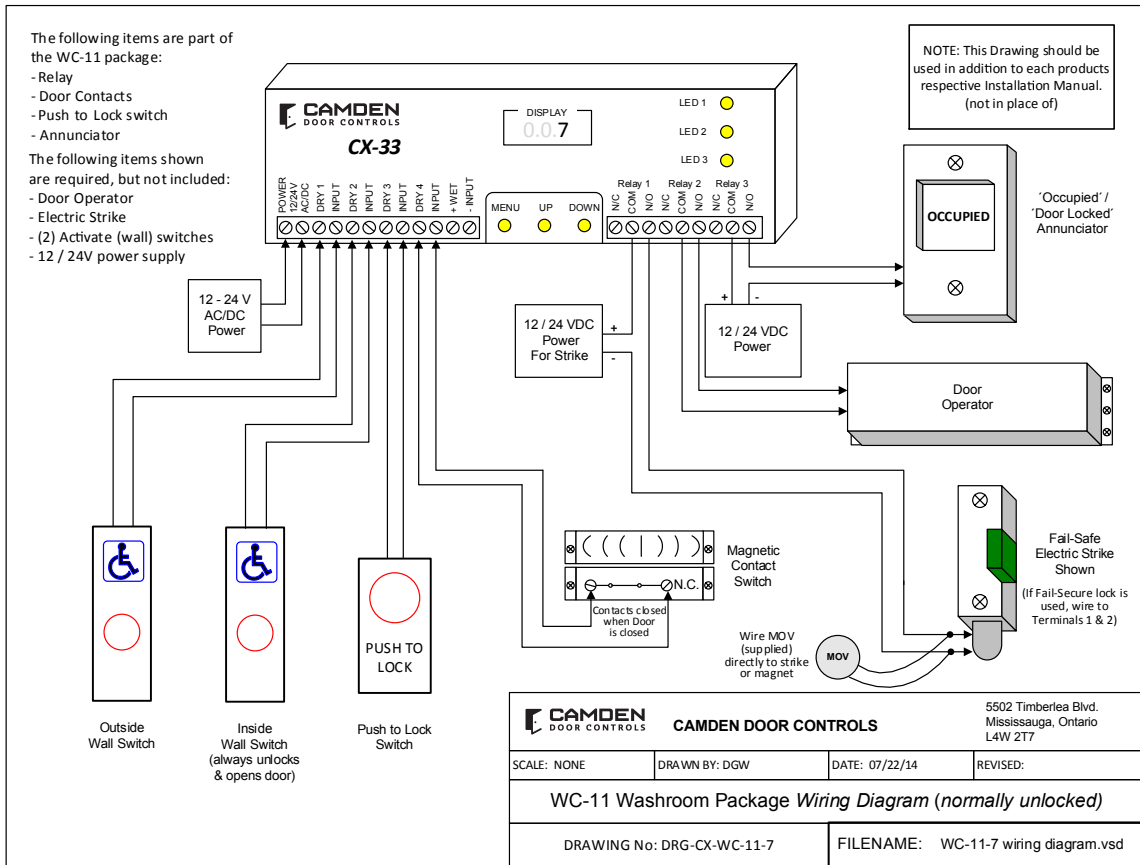 The following items are part of
the WC-11 package:
- Relay
- Door Contacts
- Push to Lock switch
- Annunciator
The following items shown
are required, but not included:
- Door Operator
- Electric Strike
- (2) Activate (wall) switches
- 12 / 24V power supply
CAMDEN
DOOR CONTROLS
CX-33
DISPLAY
0.0.7
LED 1
LED 2
LED 3
NOTE: This Drawing should be
used in addition to each products
respective Installation Manual.
(not in place of)
POWER
12/24V
AC/DC
DRY 1
INPUT
DRY 2
INPUT
DRY 3
INPUT
DRY 4
INPUT
+ WET
- INPUT
MENU
UP
DOWN
Relay 1
Relay 2
Relay 3
N/C
COM
N/O
N/C
COM
N/O
N/C
COM
N/O
OCCUPIED
'Occupied' /
'Door Locked'
Annunciator
12 - 24 V
AC/DC
Power
12 / 24 VDC
Power
For Strike
+
-
+
-
12 / 24 VDC
Power
Door
Operator
N.C.
Contacts closed
when Door
is closed
Magnetic
Contact
Switch
Fail-Safe
Electric Strike
Shown
(If Fail-Secure lock is
used, wire to
Terminals 1 & 2)
PUSH TO
LOCK
Wire MOV
(supplied)
directly to strike
or magnet
MOV
Outside
Wall Switch
Inside
Wall Switch
(always unlocks
& opens door)
Push to Lock
Switch
CAMDEN
DOOR CONTROLS
CAMDEN DOOR CONTROLS
5502 Timberlea Blvd.
Mississauga, Ontario
L4W 2T7
SCALE: NONE
DRAWN BY: DGW
DATE: 07/22/14
REVISED:
WC-11 Washroom Package Wiring Diagram (normally unlocked)
DRAWING No: DRG-CX-WC-11-7
FILENAME: WC-11-7 wiring diagram.vsd